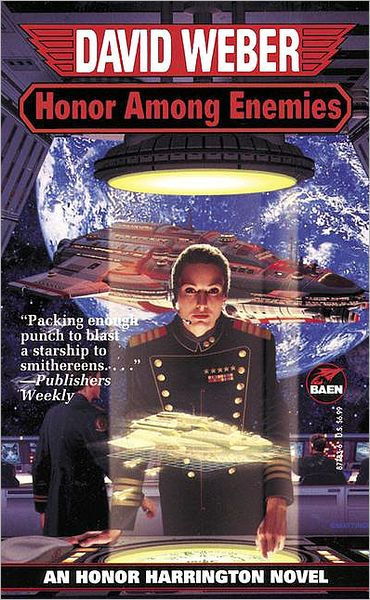 DAVID WEBER
Honor Among Enemies
"Packing enough
punch to blast
a starship to
smithereens. . . ."
—Publishers
Weekly
BAEN
AN HONOR HARRINGTON NOVEL